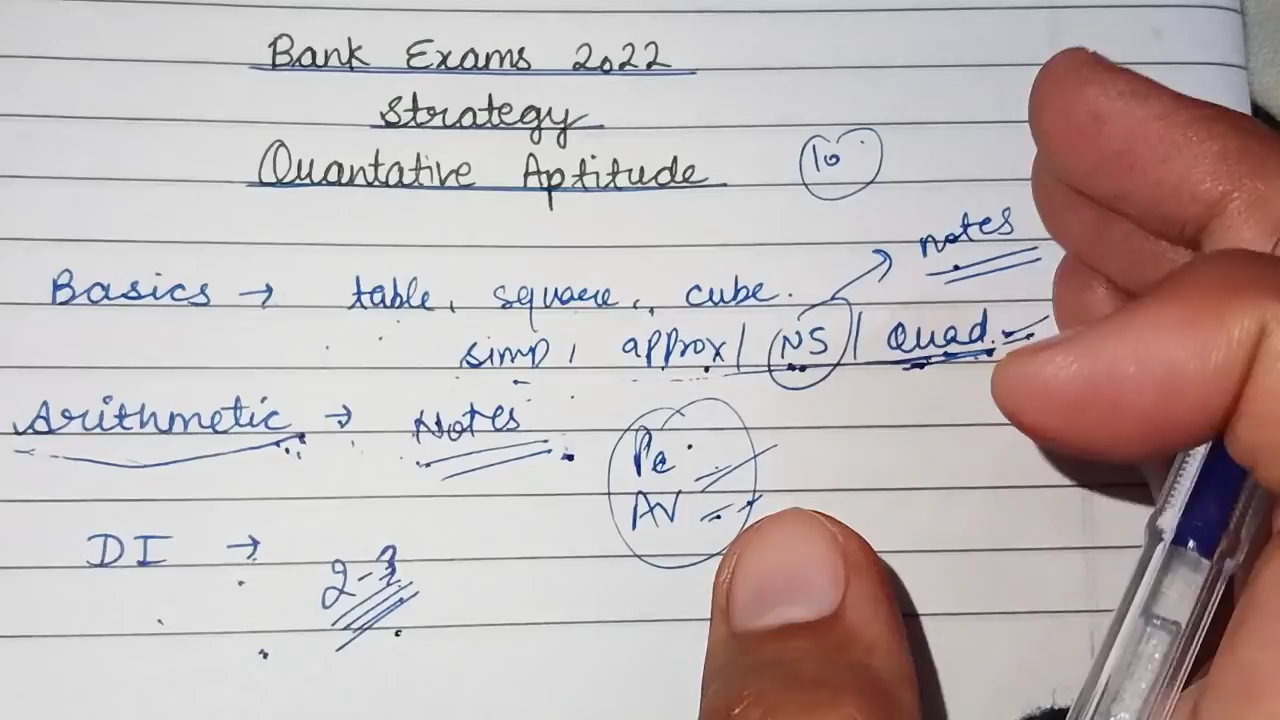 Bank Exams 2022
Strategy
Quantative Aptitude
10
notes
Basics → table, square, cube.
simp, approx / NS / Quad.
Arithmetic → Notes
Pe
AV
DI → 2-3